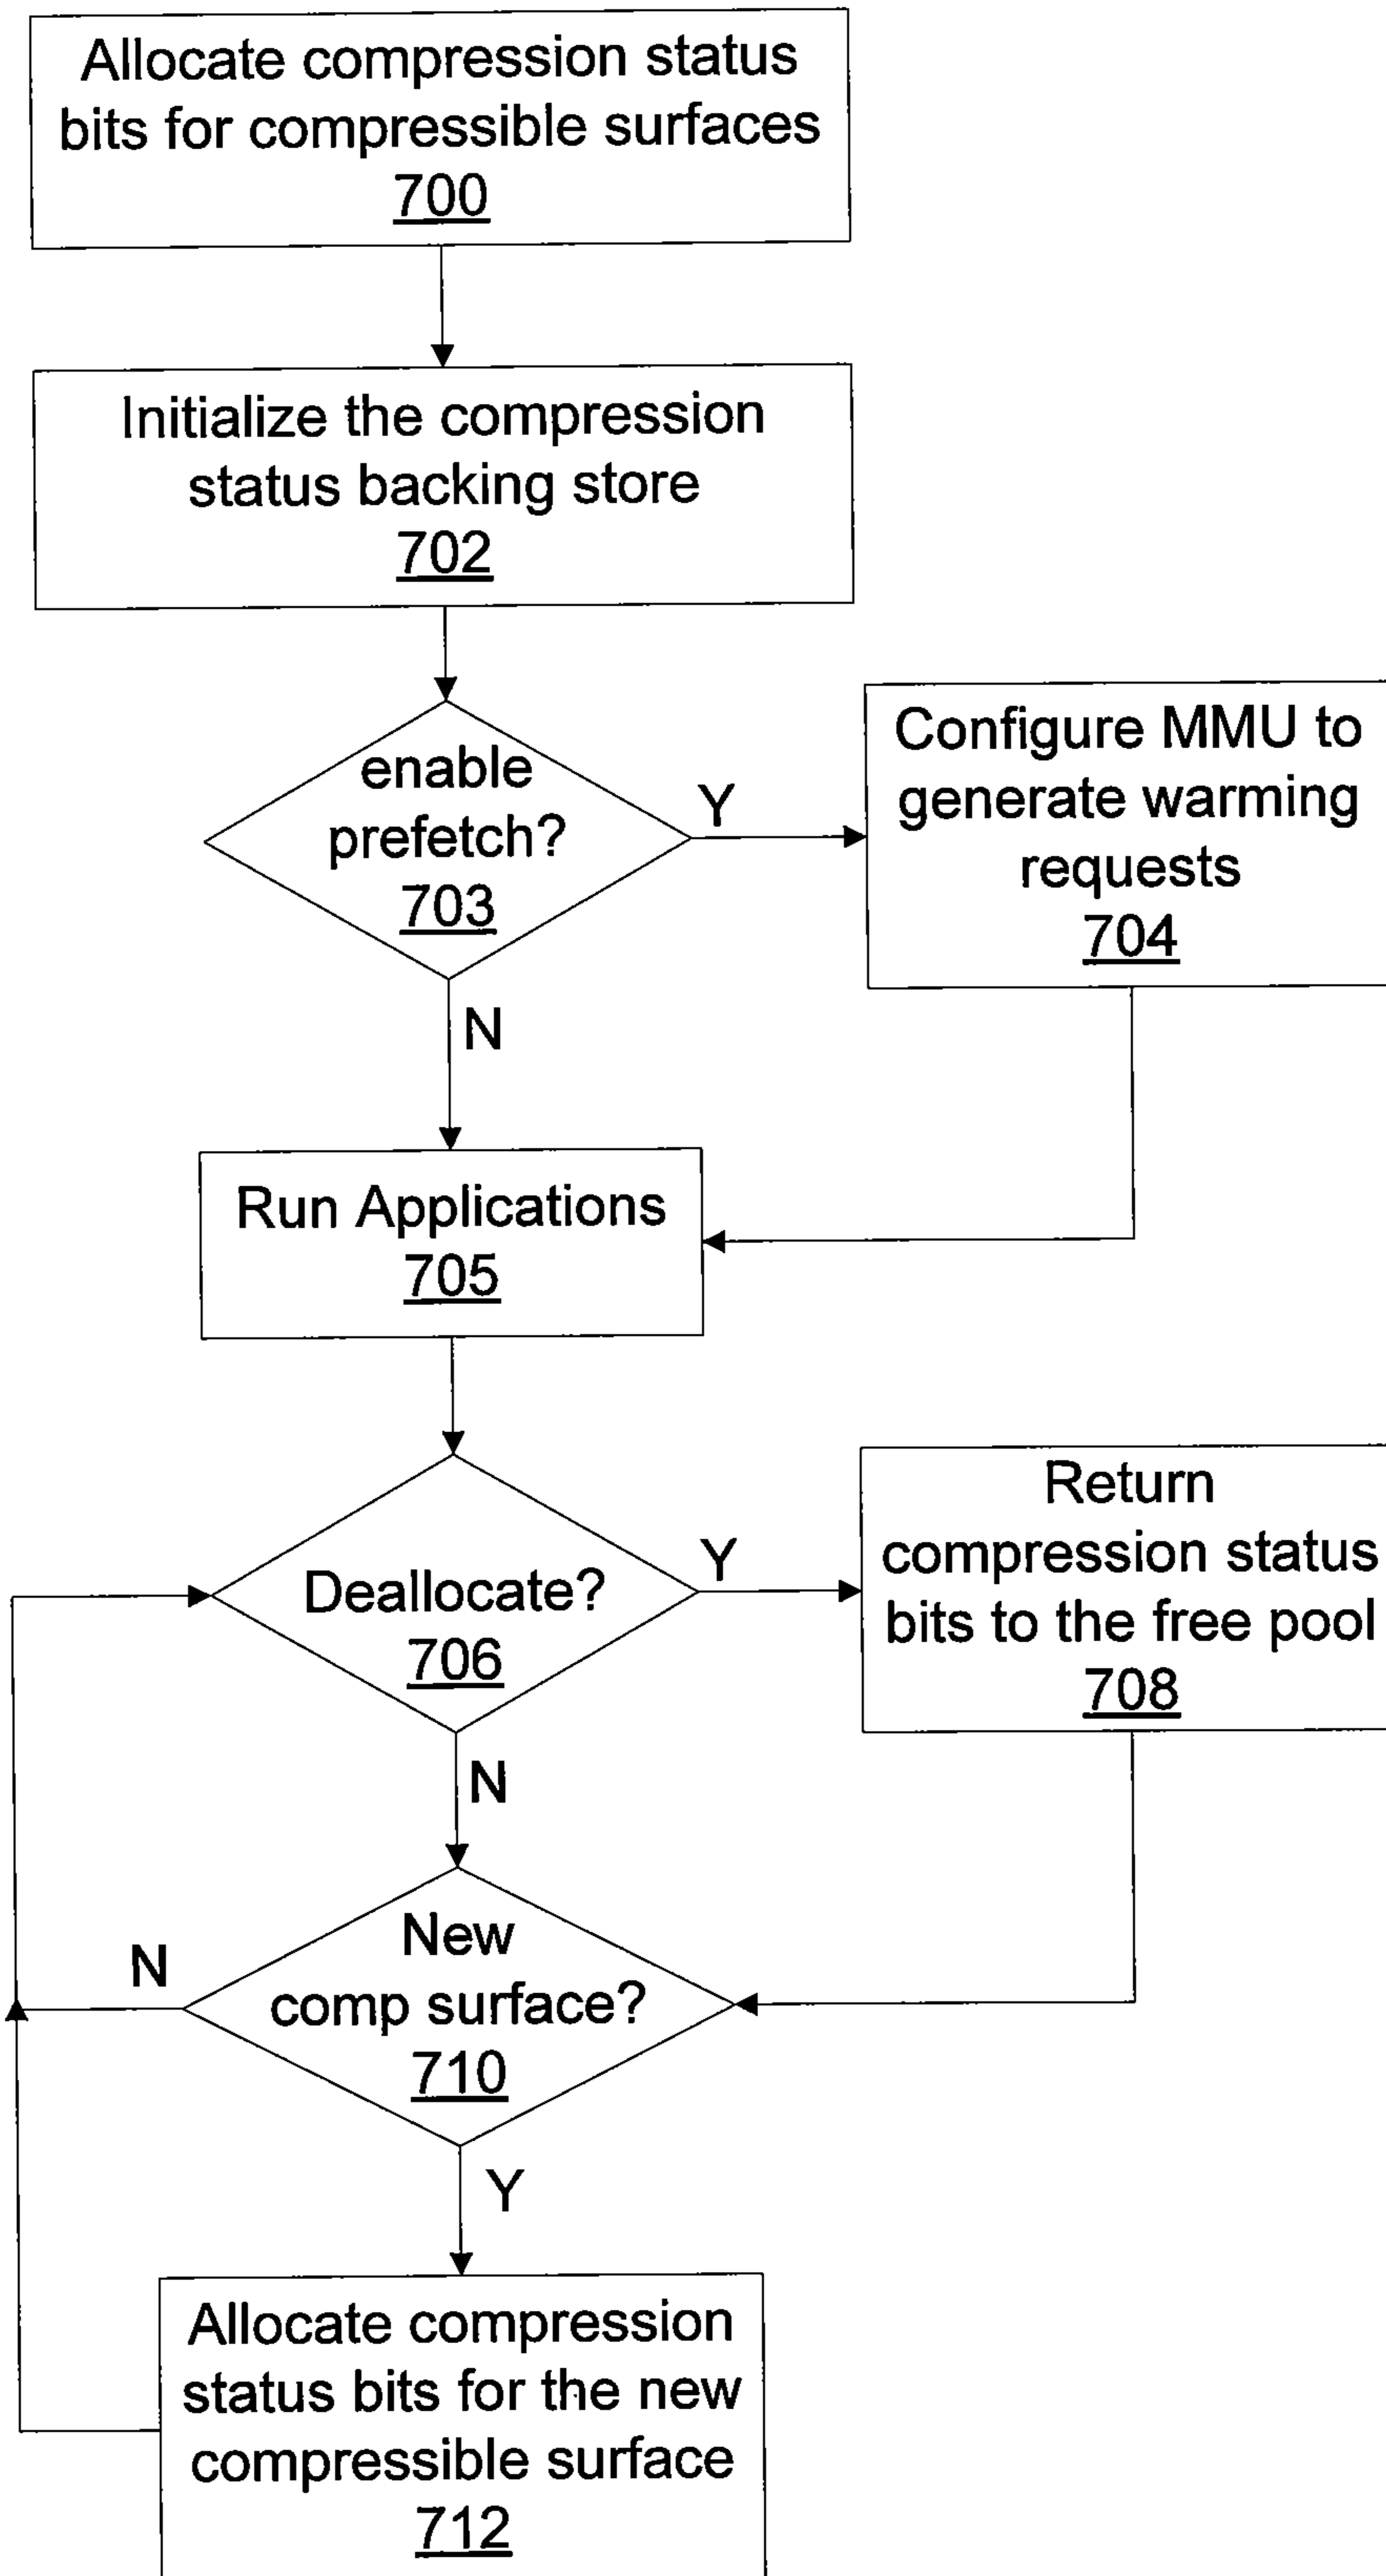 Allocate compression status
bits for compressible surfaces
700
Initialize the compression
status backing store
702
enable
prefetch?
703
Y
N
Configure MMU to
generate warming
requests
704
Run Applications
705
Deallocate?
706
Y
N
Return
compression status
bits to the free pool
708
New
comp surface?
710
N
Y
Allocate compression
status bits for the new
compressible surface
712